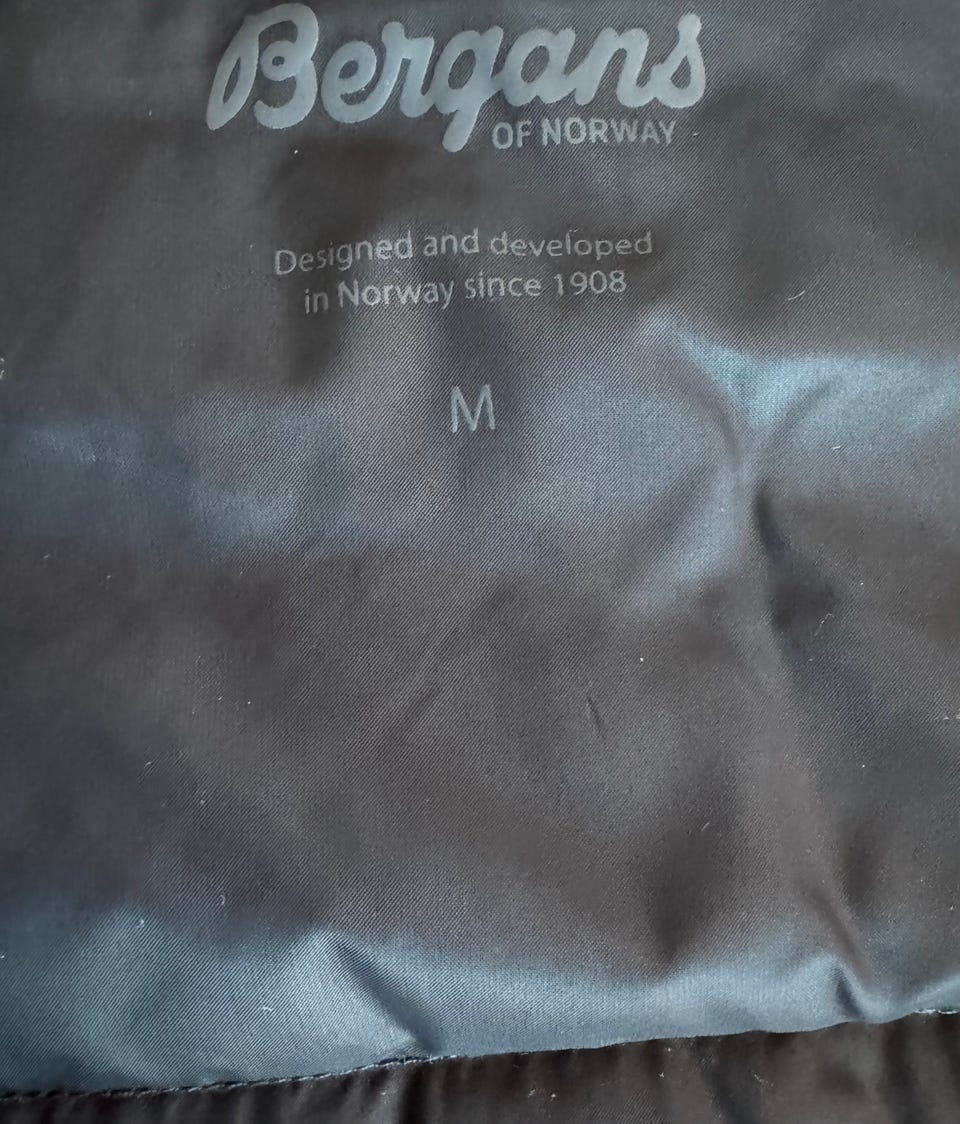 Bergans
OF NORWAY
Designed and developed
in Norway since 1908
M